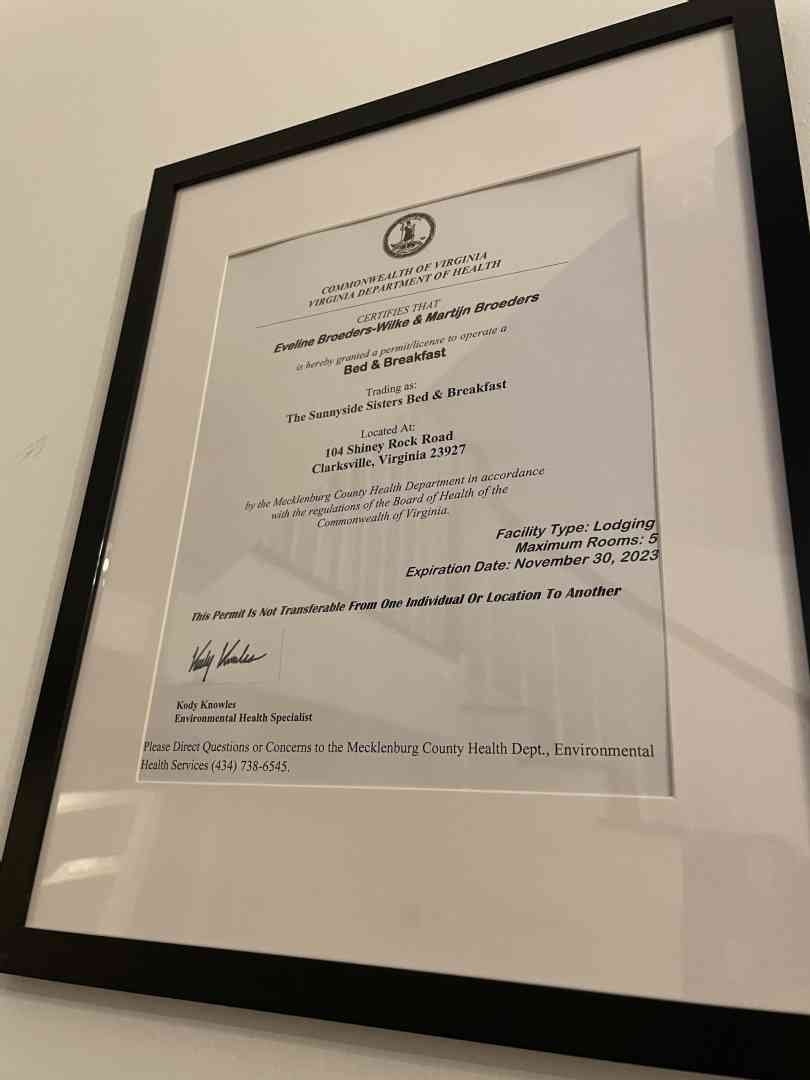 COMMONWEALTH OF VIRGINIA
VIRGINIA DEPARTMENT OF HEALTH
CERTIFIES THAT
Eveline Broeders-Wilke & Martijn Broeders
is hereby granted a permit/license to operate a
Bed & Breakfast
Trading as:
The Sunnyside Sisters Bed & Breakfast
Located At:
104 Shiney Rock Road
Clarksville, Virginia 23927
by the Mecklenburg County Health Department in accordance
with the regulations of the Board of Health of the
Commonwealth of Virginia.
Facility Type: Lodging
Maximum Rooms: 5
Expiration Date: November 30, 2023
This Permit Is Not Transferable From One Individual Or Location To Another
Kody Knowles
Kody Knowles
Environmental Health Specialist
Please Direct Questions or Concerns to the Mecklenburg County Health Dept., Environmental
Health Services (434) 738-6545.